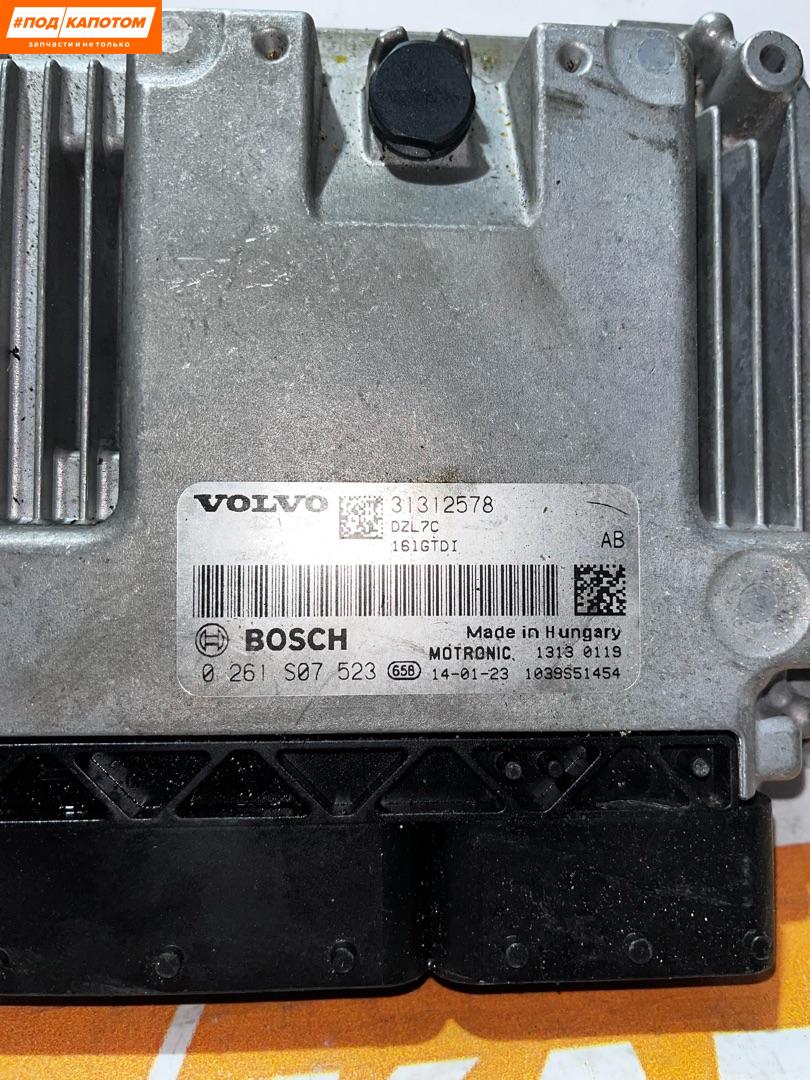 #ПОД КАПОТОМ
запчасти и не только
VOLVO 31312578
DZL7C
161GTDI AB
BOSCH Made in Hungary
MOTRONIC 1313 0119
0 261 S07 523 658 14-01-23 1039S51454